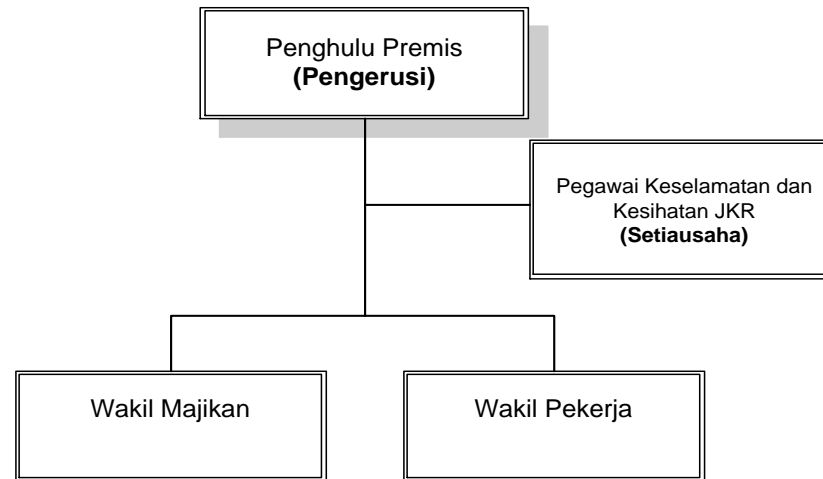 Penghulu Premis
(Pengerusi)
Pegawai Keselamatan dan
Kesihatan JKR
(Setiausaha)
Wakil Majikan
Wakil Pekerja